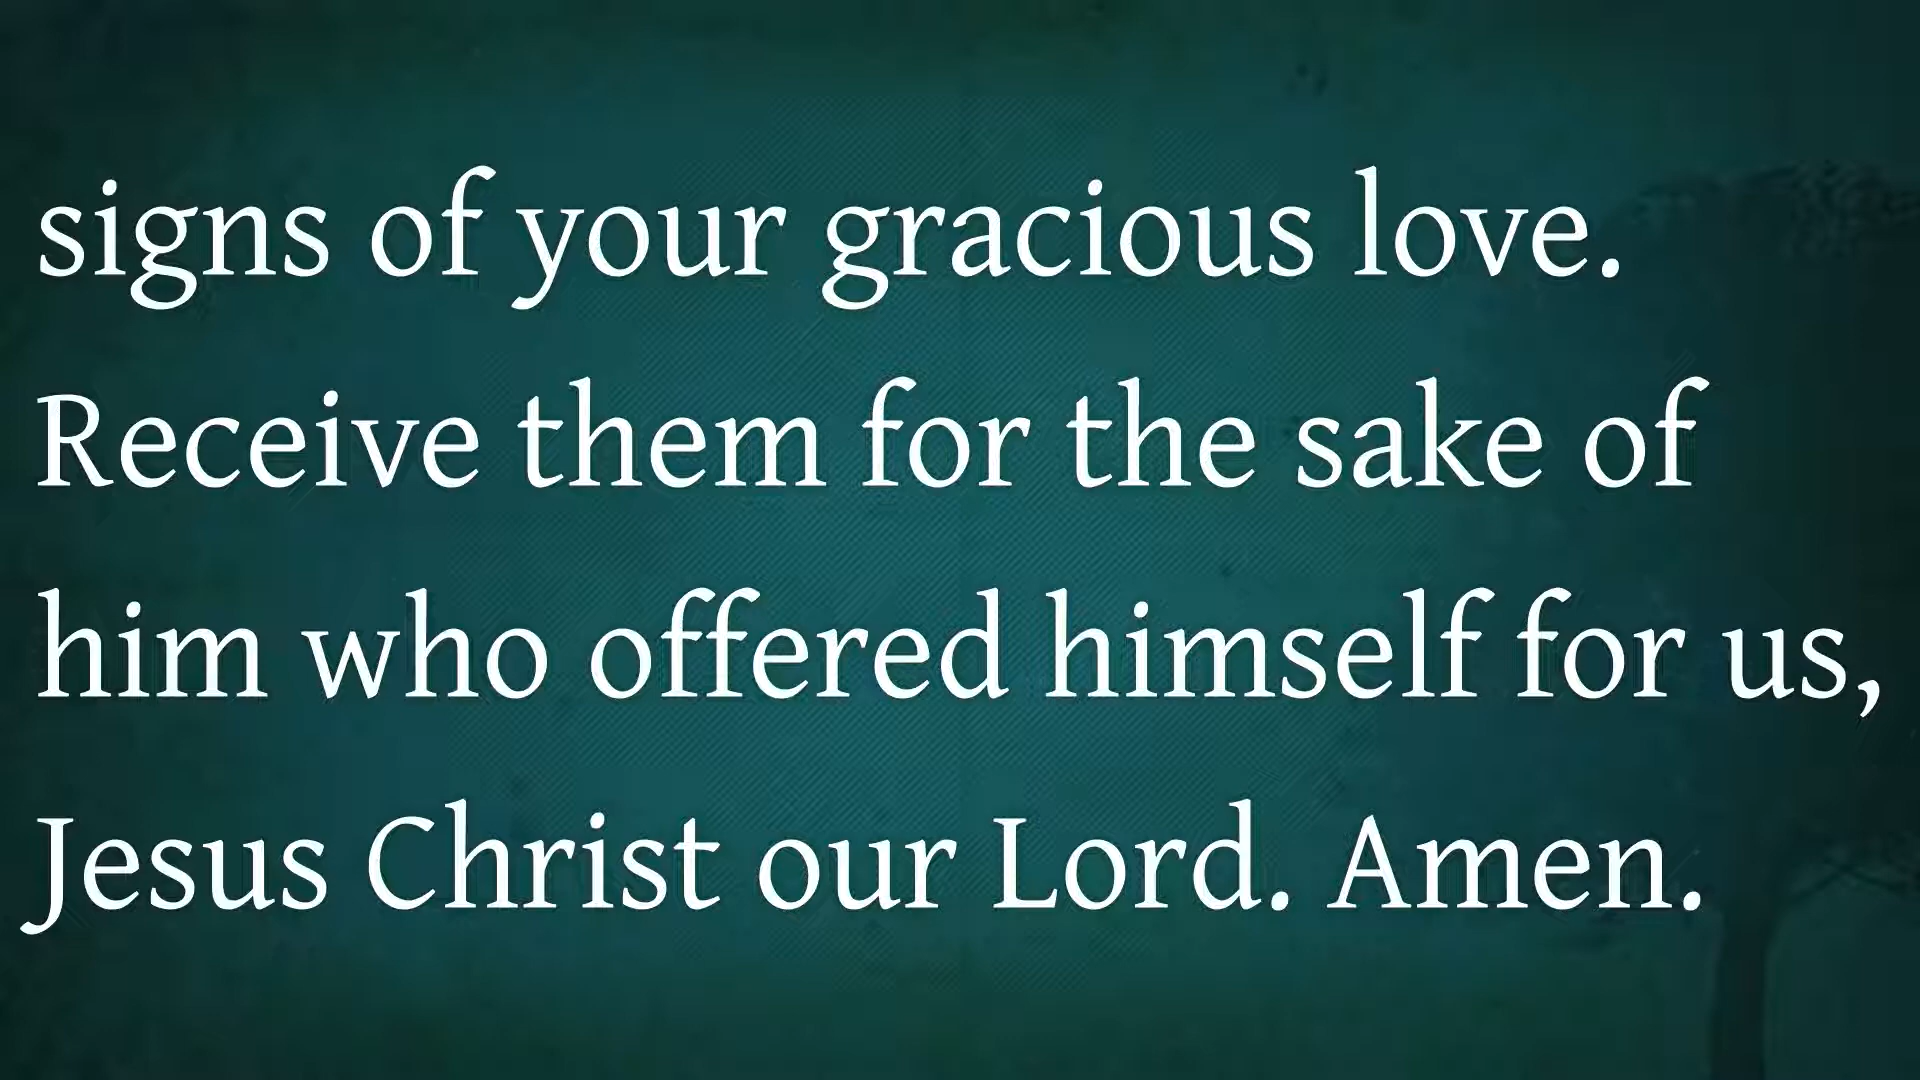 signs of your gracious love.
Receive them for the sake of
him who offered himself for us,
Jesus Christ our Lord. Amen.